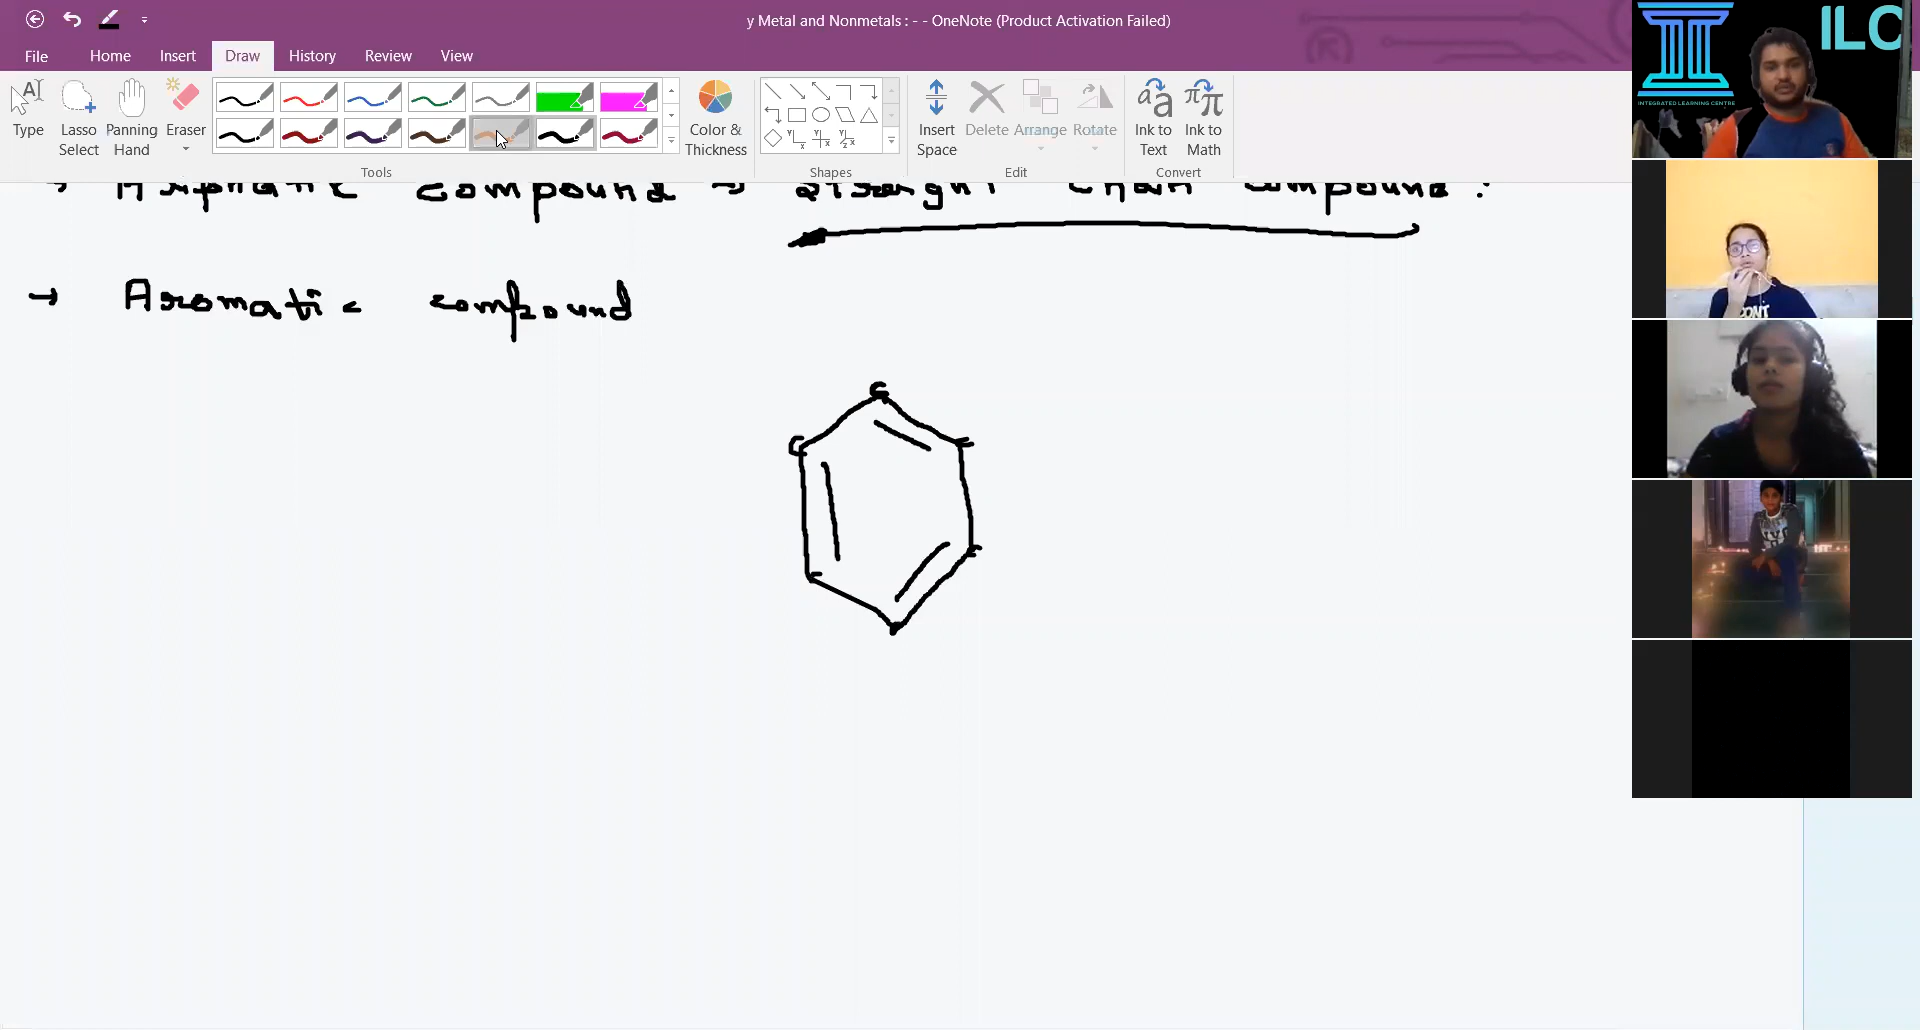 y Metal and Nonmetals : - - OneNote (Product Activation Failed)
File Home Insert Draw History Review View
Type Lasso Select Panning Hand Eraser Color & Thickness Insert Space Delete Arrange Rotate Ink to Text Ink to Math
Tools Shapes Edit Convert
ILC
INTEGRATED LEARNING CENTRE
→ compound → chain compound .
→ Aromatic compound
C
C C
C C